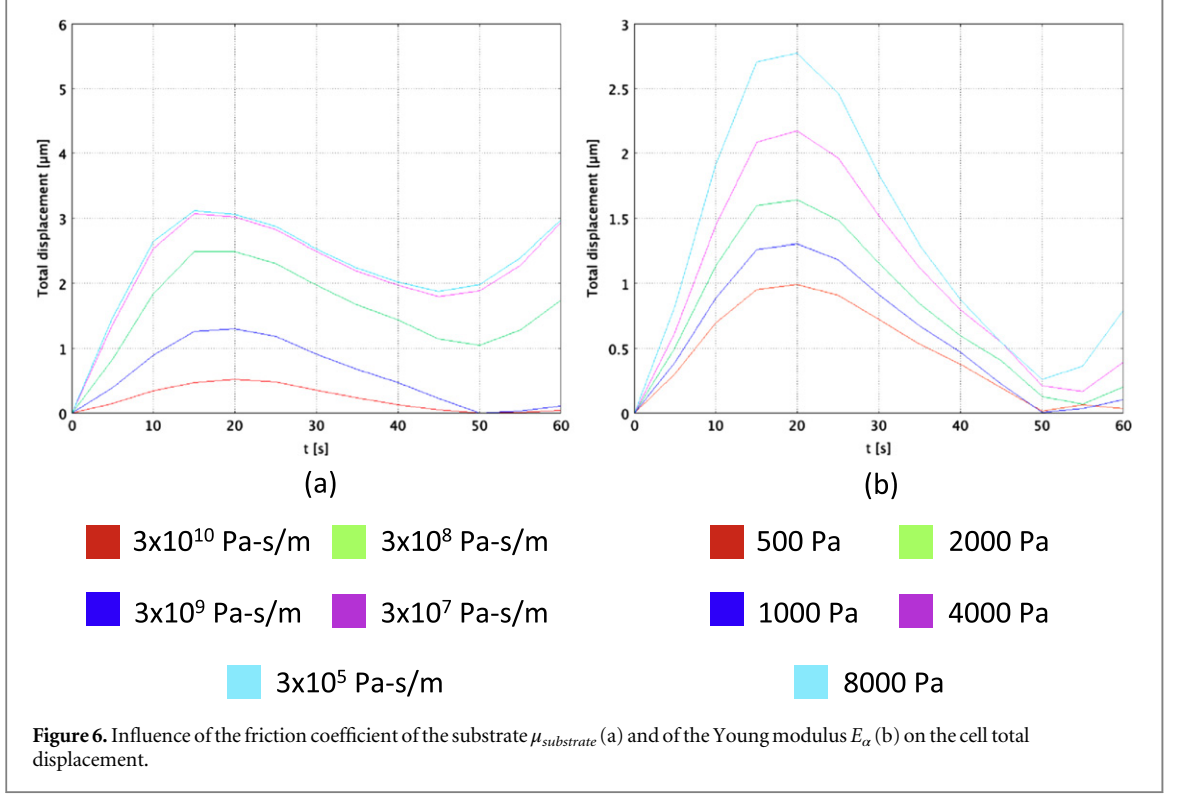 6
5
4
3
2
1
0
0 10 20 30 40 50 60
Total displacement [µm]
t [s]
(a)
3
2.5
2
1.5
1
0.5
0
0 10 20 30 40 50 60
Total displacement [µm]
t [s]
(b)
3x10¹⁰ Pa-s/m 3x10⁸ Pa-s/m
3x10⁹ Pa-s/m 3x10⁷ Pa-s/m
3x10⁵ Pa-s/m
500 Pa 2000 Pa
1000 Pa 4000 Pa
8000 Pa
Figure 6. Influence of the friction coefficient of the substrate μsubstrate (a) and of the Young modulus Eα (b) on the cell total
displacement.